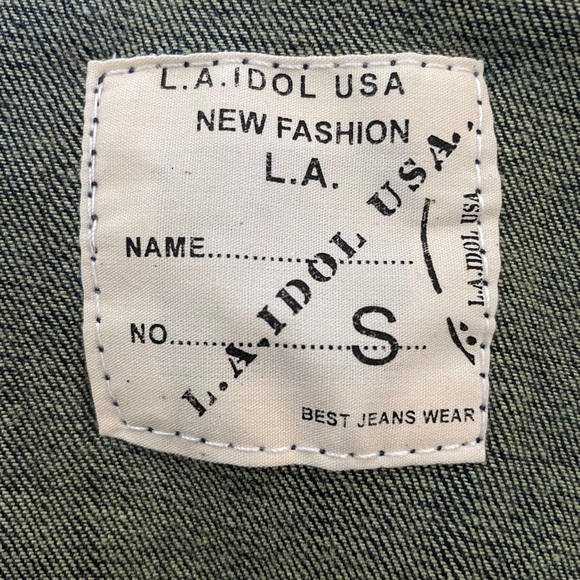 L.A.IDOL USA
NEW FASHION
L.A.
L.A.IDOL USA.
L.A.IDOL USA
NAME........................
NO..............................
S
BEST JEANS WEAR